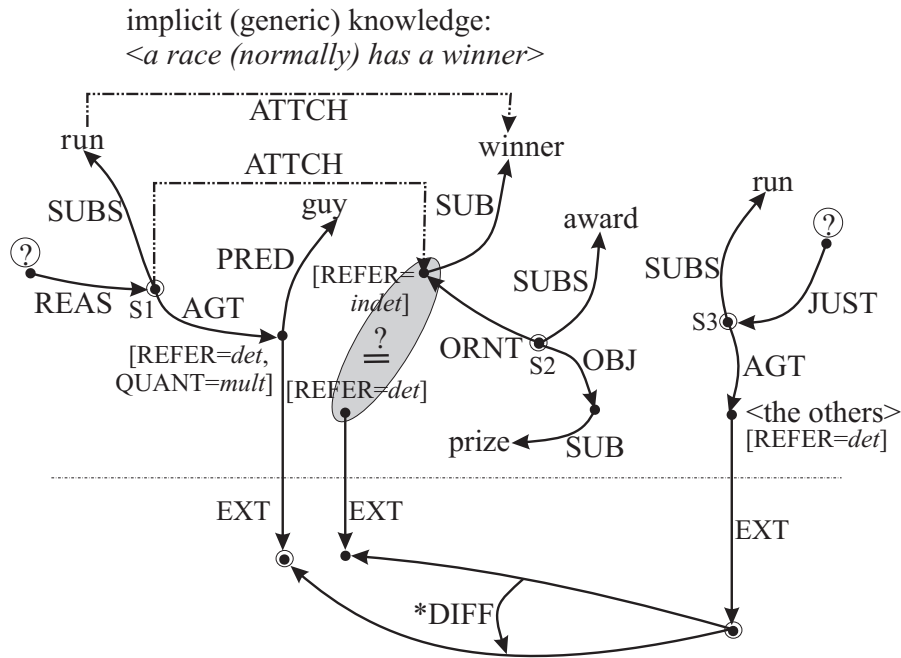 implicit (generic) knowledge:
<a race (normally) has a winner>
ATTCH
run
winner
ATTCH
run
SUBS
guy
SUB
award
?
?
PRED
[REFER=
indet]
SUBS
SUBS
REAS
S1
AGT
JUST
S3
ORNT
S2
OBJ
[REFER=det,
QUANT=mult]
?
=
AGT
[REFER=det]
<the others>
[REFER=det]
prize
SUB
EXT
EXT
EXT
*DIFF